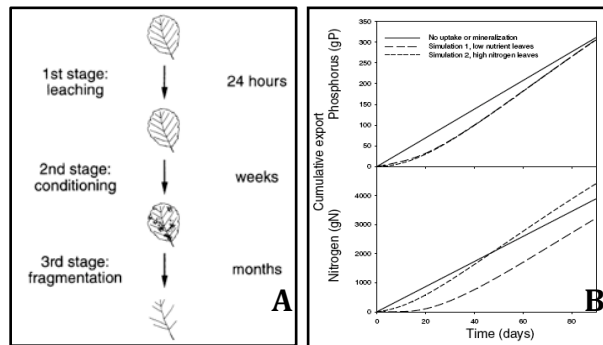 1st stage:
leaching
24 hours
2nd stage:
conditioning
weeks
3rd stage:
fragmentation
months
A
No uptake or mineralization
Simulation 1, low nutrient leaves
Simulation 2, high nitrogen leaves
350
300
250
200
150
100
50
0
Phosphorus (gP)
Cumulative export
4000
3000
2000
1000
0
Nitrogen (gN)
0 20 40 60 80
Time (days)
B